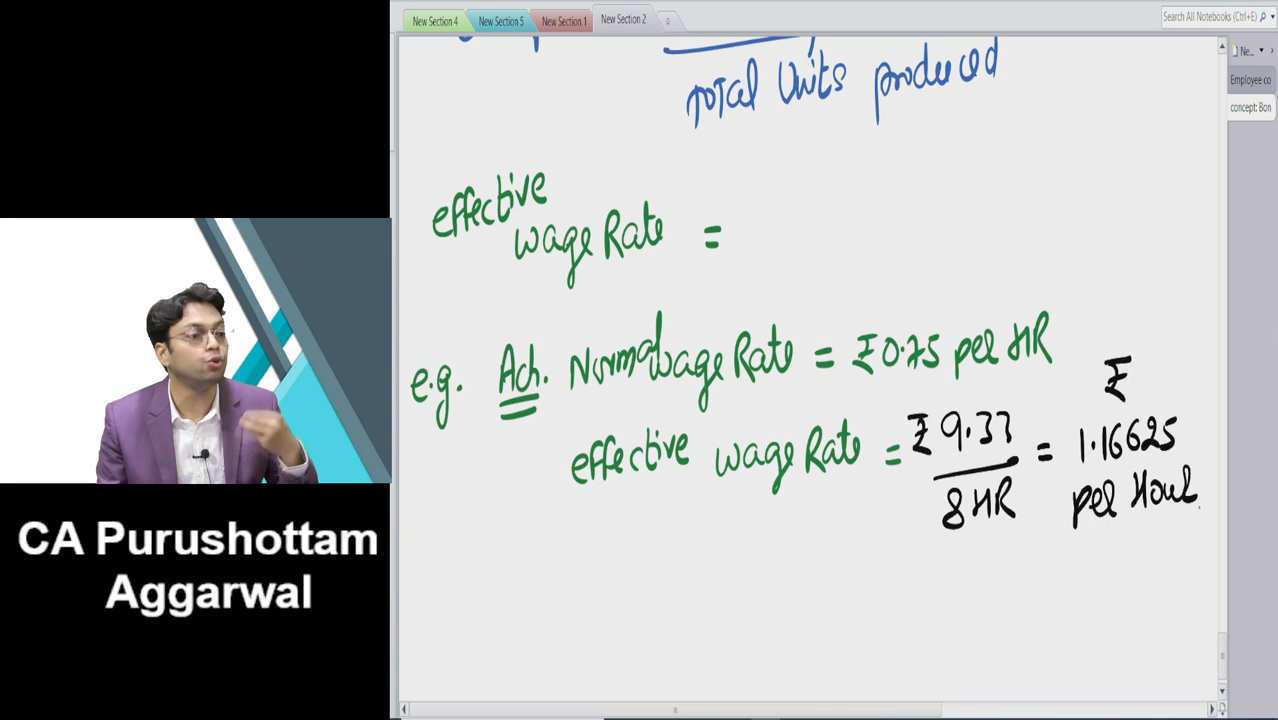 New Section 4
New Section 5
New Section 1
New Section 2
Search All Notebooks (Ctrl+E)
Ne...
Employee co
concept: Bon
Total Units produced
effective
wage Rate =
e.g. Ach. Normal wage Rate = ₹0.75 per HR
effective wage Rate = ₹9.33 / 8 HR = ₹ 1.16625 per Hour
CA Purushottam
Aggarwal